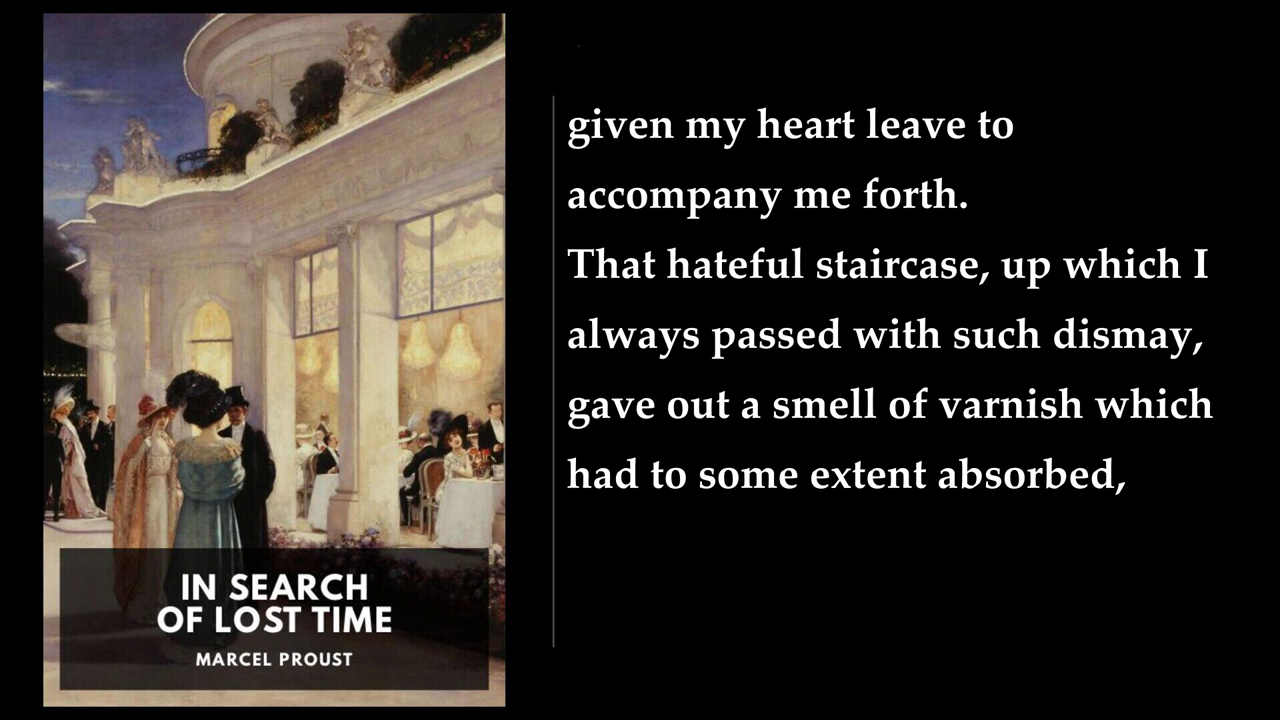 given my heart leave to
accompany me forth.
That hateful staircase, up which I
always passed with such dismay,
gave out a smell of varnish which
had to some extent absorbed,
IN SEARCH
OF LOST TIME
MARCEL PROUST